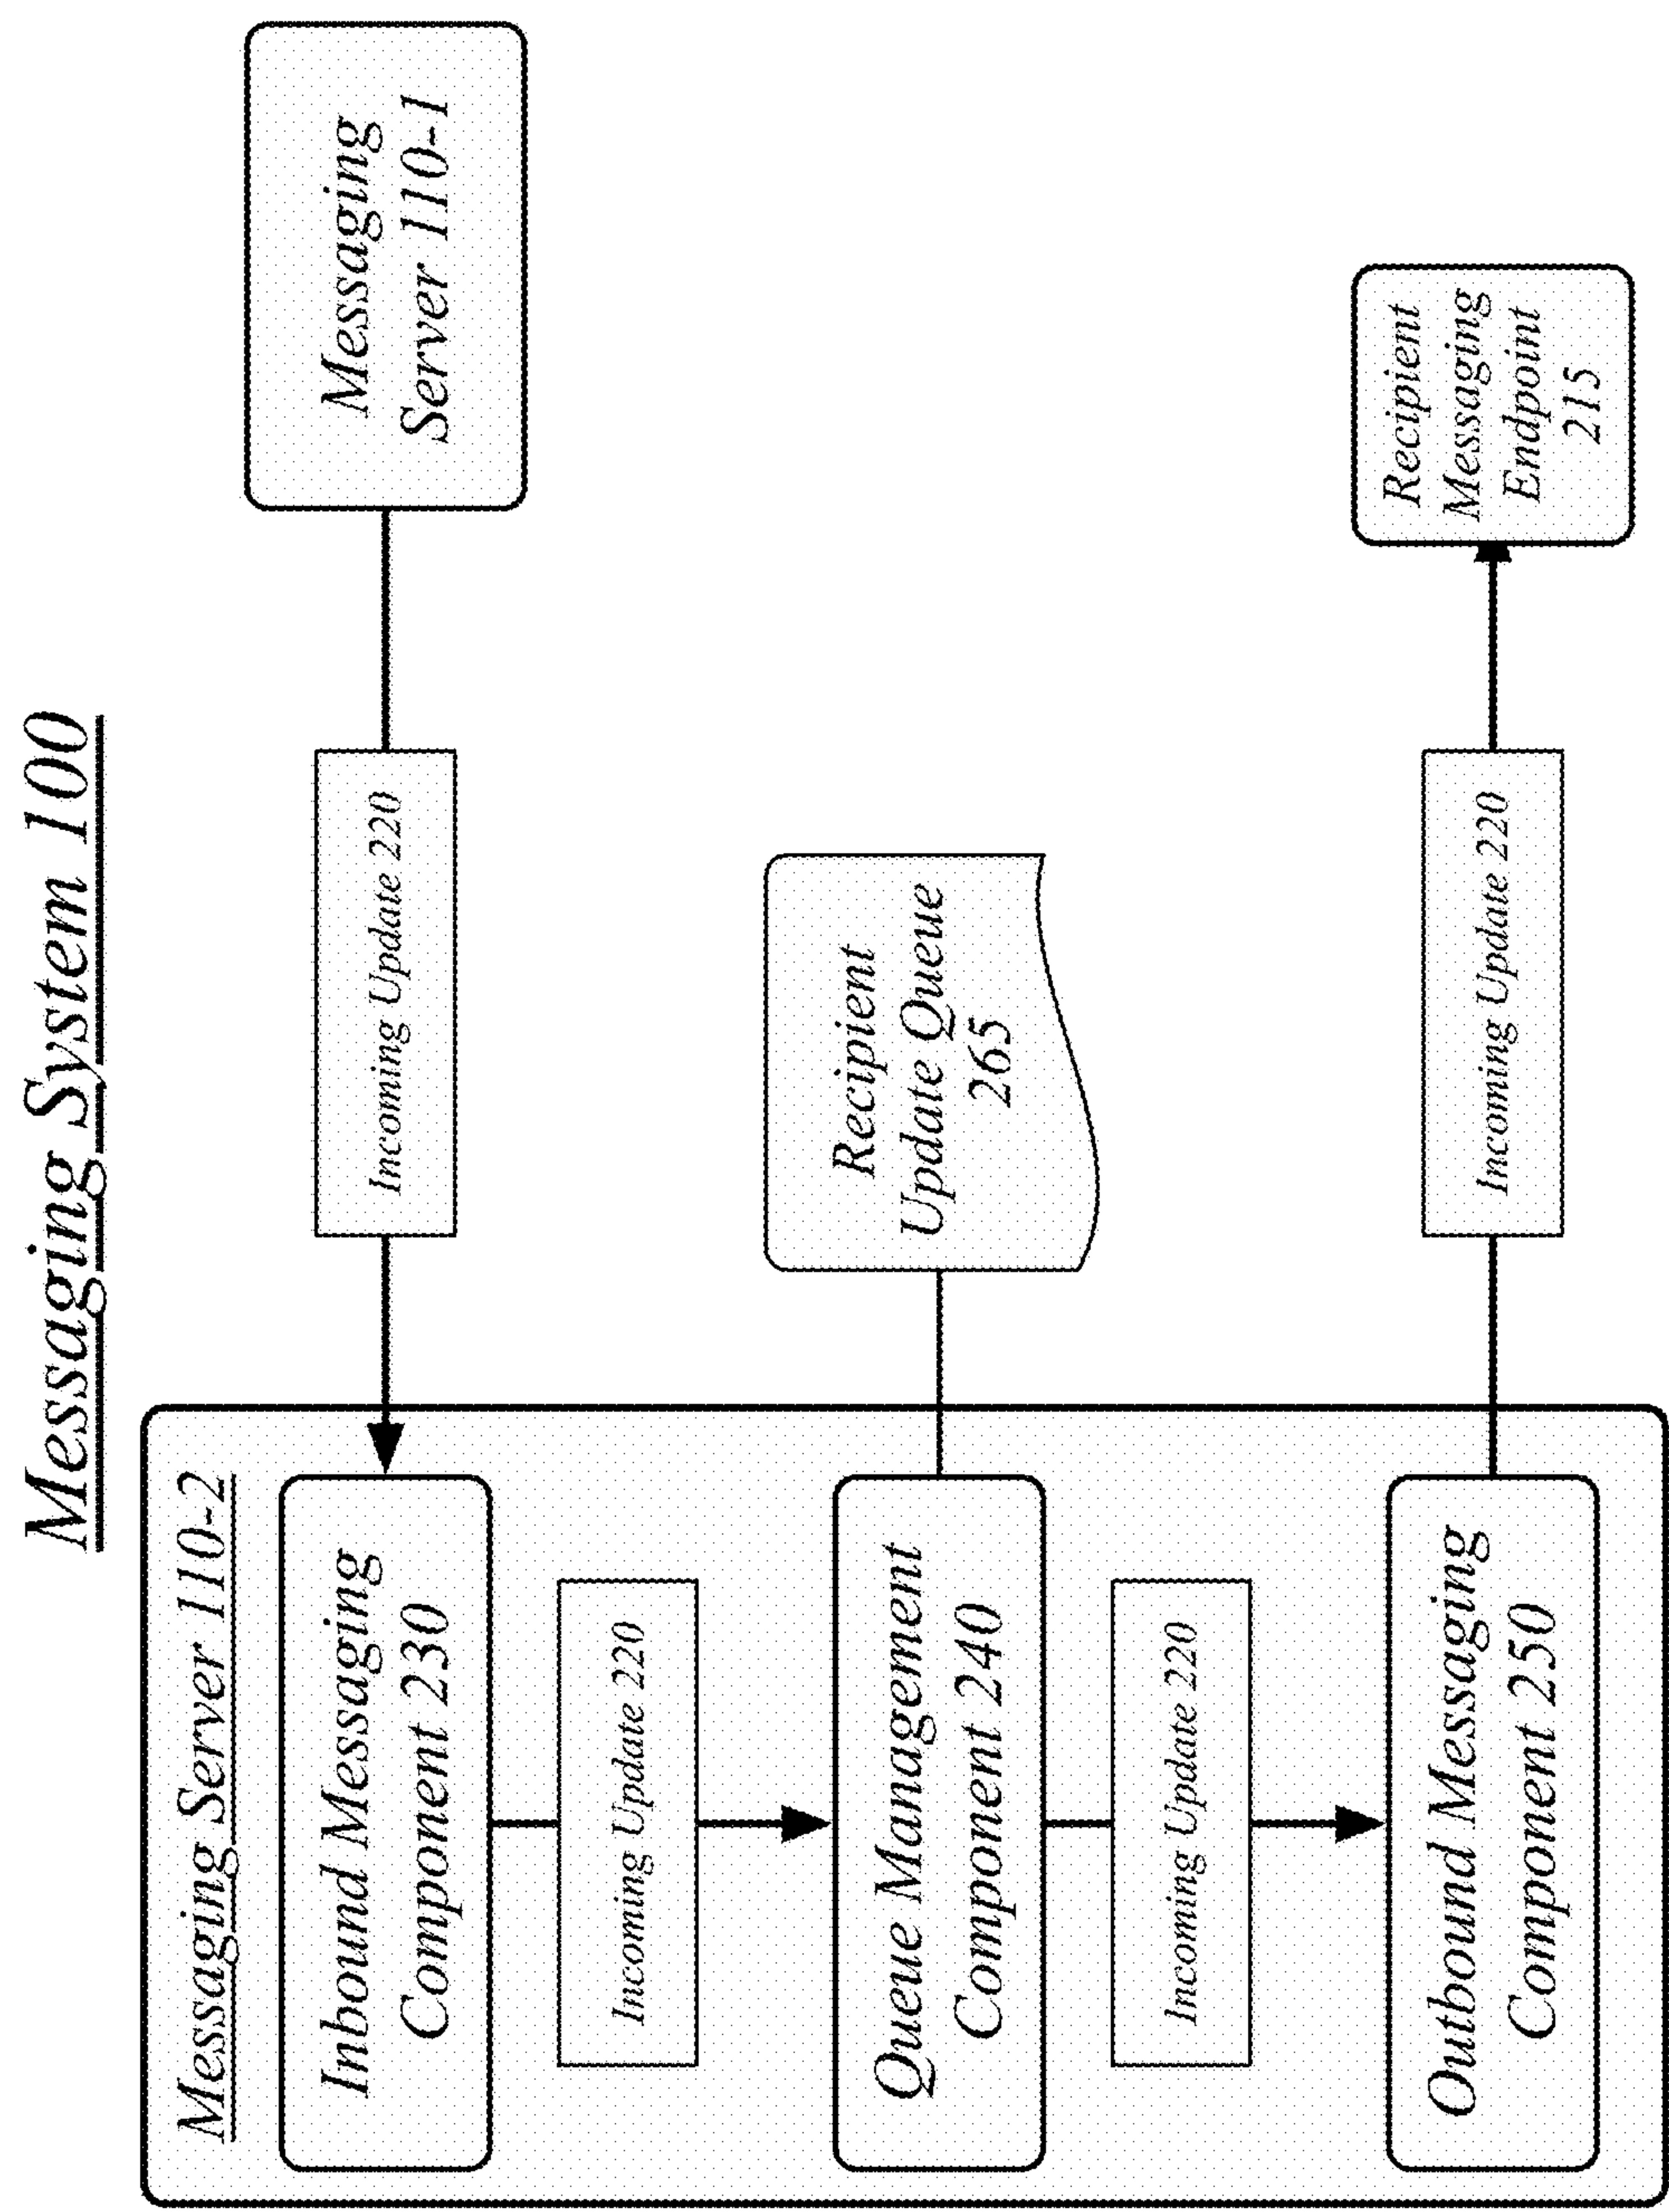 Messaging System 100
Messaging Server 110-2
Inbound Messaging
Component 230
Incoming Update 220
Messaging
Server 110-1
Incoming Update 220
Queue Management
Component 240
Recipient
Update Queue
265
Incoming Update 220
Outbound Messaging
Component 250
Incoming Update 220
Recipient
Messaging
Endpoint
215